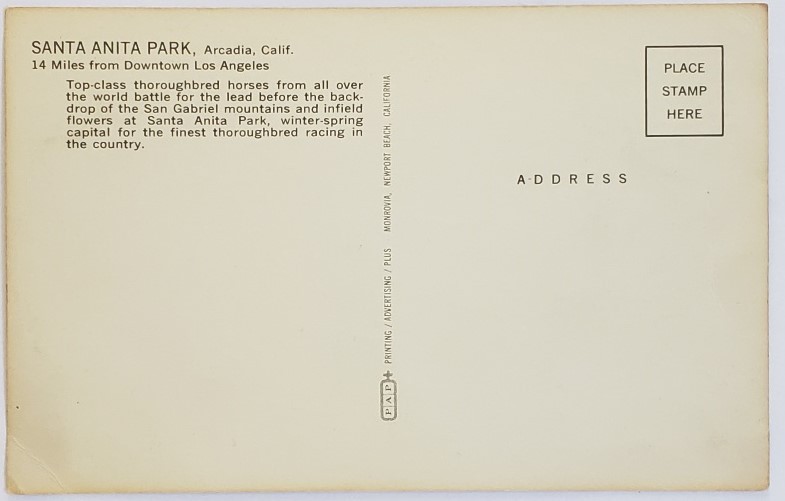 SANTA ANITA PARK, Arcadia, Calif.
14 Miles from Downtown Los Angeles
Top-class thoroughbred horses from all over
the world battle for the lead before the back-
drop of the San Gabriel mountains and infield
flowers at Santa Anita Park, winter-spring
capital for the finest thoroughbred racing in
the country.
PAP+ PRINTING / ADVERTISING / PLUS MONROVIA, NEWPORT BEACH, CALIFORNIA
PLACE
STAMP
HERE
ADDRESS